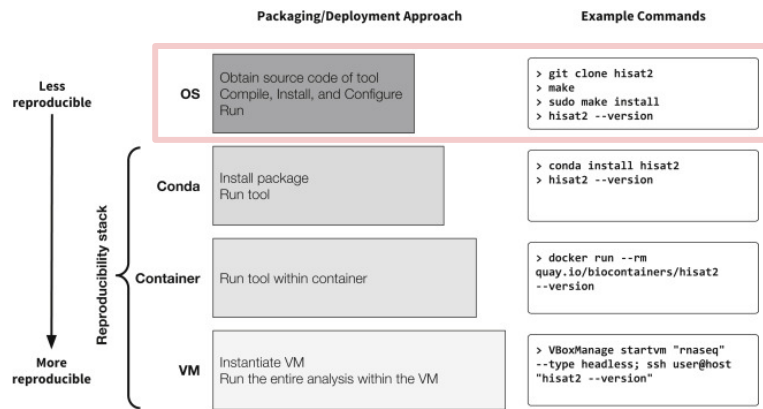 Packaging/Deployment Approach
Example Commands
Less
reproducible
OS
Obtain source code of tool
Compile, Install, and Configure
Run
> git clone hisat2
> make
> sudo make install
> hisat2 --version
Reproducibility stack
Conda
Install package
Run tool
> conda install hisat2
> hisat2 --version
Container
Run tool within container
> docker run --rm
quay.io/biocontainers/hisat2
--version
More
reproducible
VM
Instantiate VM
Run the entire analysis within the VM
> VBoxManage startvm "rnaseq"
--type headless; ssh user@host
"hisat2 --version"